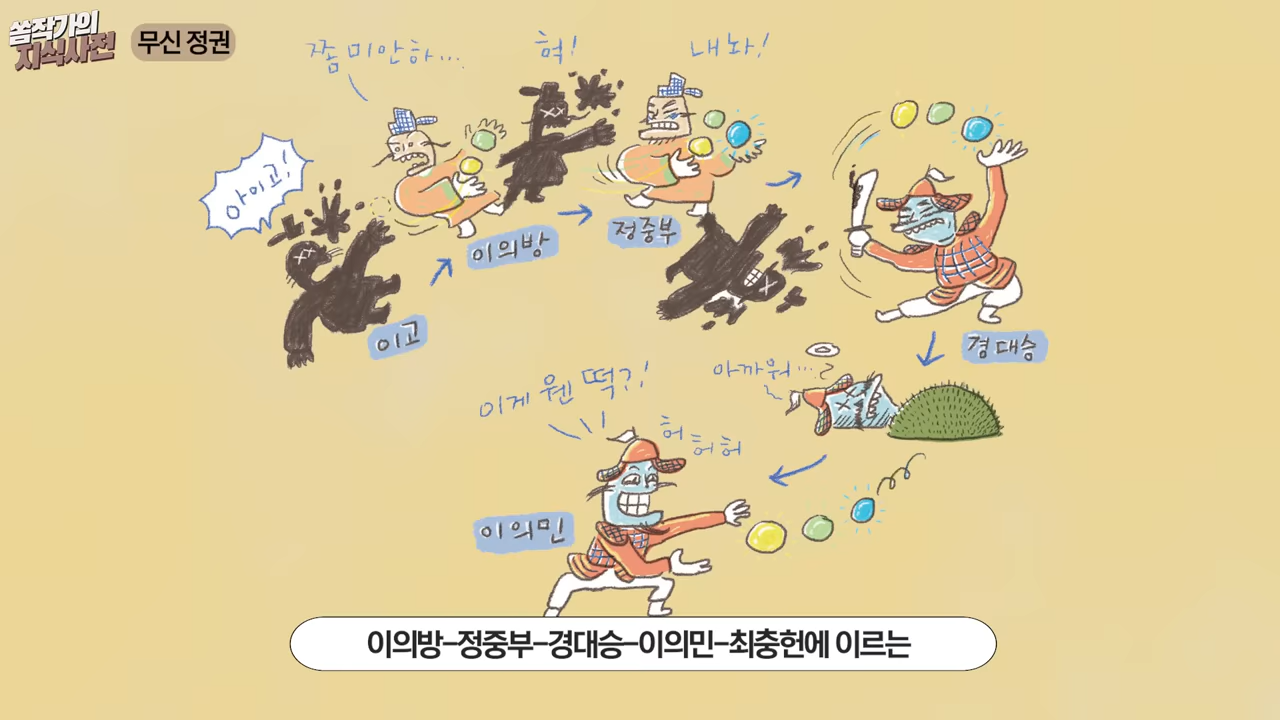 쏨작가의
지식사전
무신 정권
쫌 미안하...
헉!
내놔!
아이고!
이고
이의방
정중부
경대승
아까워...
이게 웬 떡?!
허 허 허
이의민
이의방-정중부-경대승-이의민-최충헌에 이르는